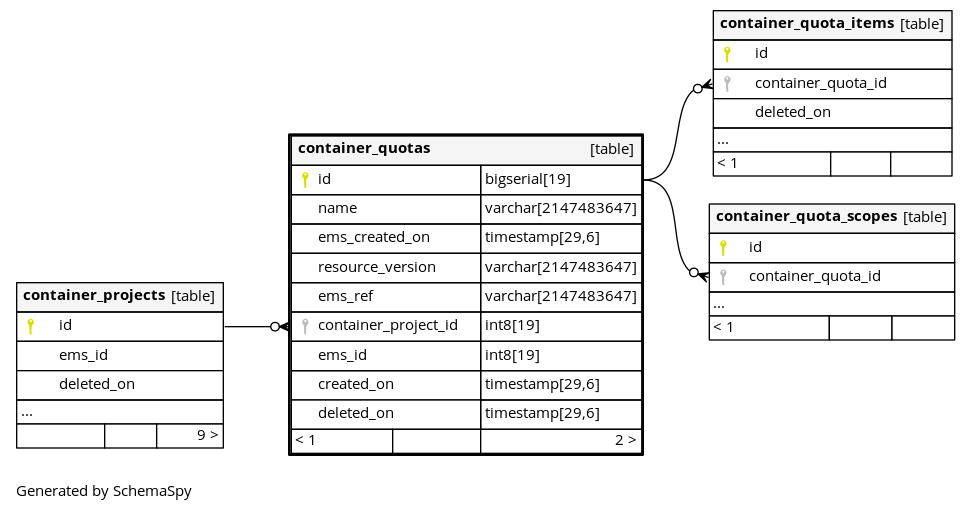 container_quota_items [table]
id
container_quota_id
deleted_on
...
< 1
container_quotas [table]
id bigserial[19]
name varchar[2147483647]
ems_created_on timestamp[29,6]
resource_version varchar[2147483647]
ems_ref varchar[2147483647]
container_project_id int8[19]
ems_id int8[19]
created_on timestamp[29,6]
deleted_on timestamp[29,6]
< 1 2 >
container_quota_scopes [table]
id
container_quota_id
...
< 1
container_projects [table]
id
ems_id
deleted_on
...
9 >
Generated by SchemaSpy